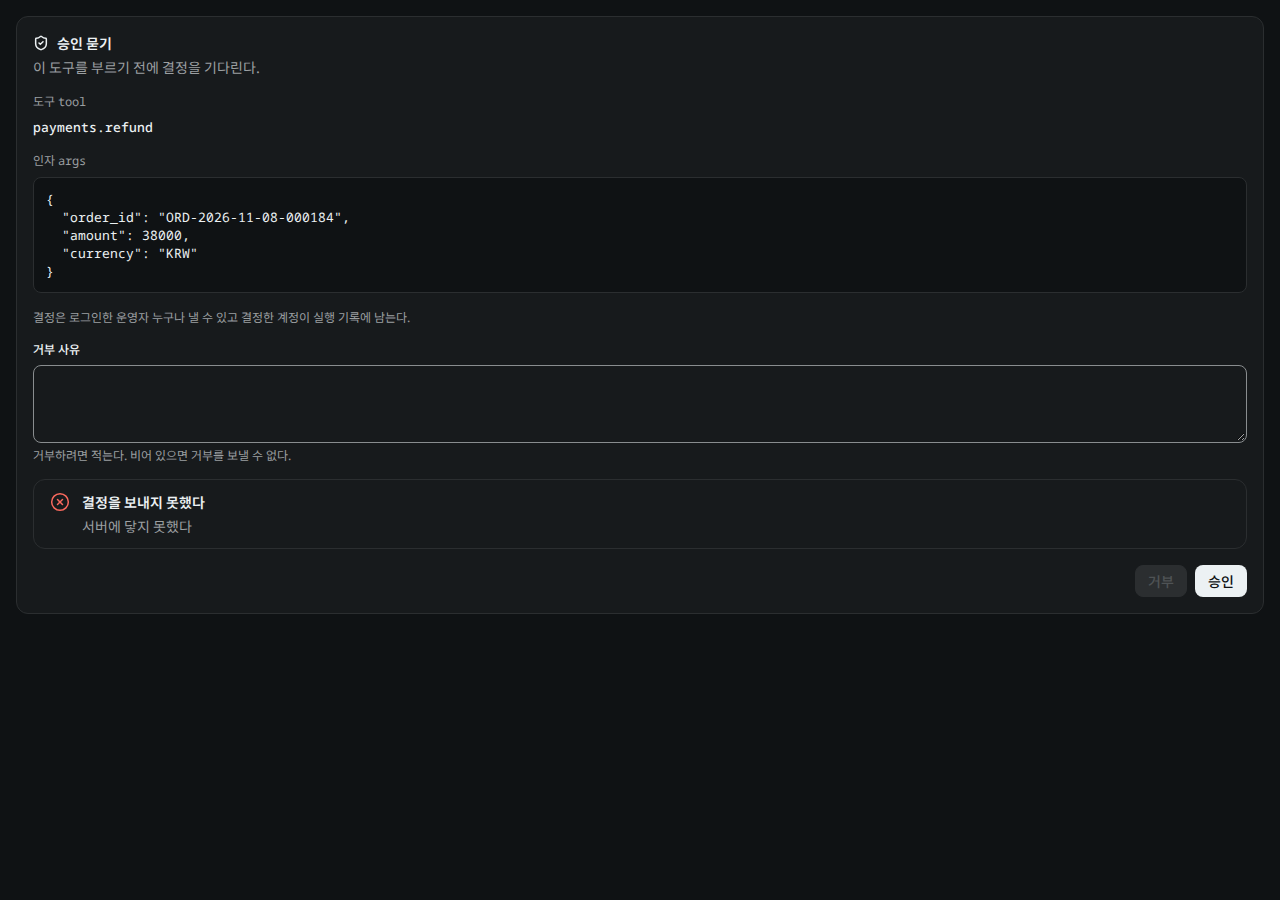 승인 묻기
이 도구를 부르기 전에 결정을 기다린다.
도구 tool
payments.refund
인자 args
{
  "order_id": "ORD-2026-11-08-000184",
  "amount": 38000,
  "currency": "KRW"
}
결정은 로그인한 운영자 누구나 낼 수 있고 결정한 계정이 실행 기록에 남는다.
거부 사유
거부하려면 적는다. 비어 있으면 거부를 보낼 수 없다.
결정을 보내지 못했다
서버에 닿지 못했다
거부 승인